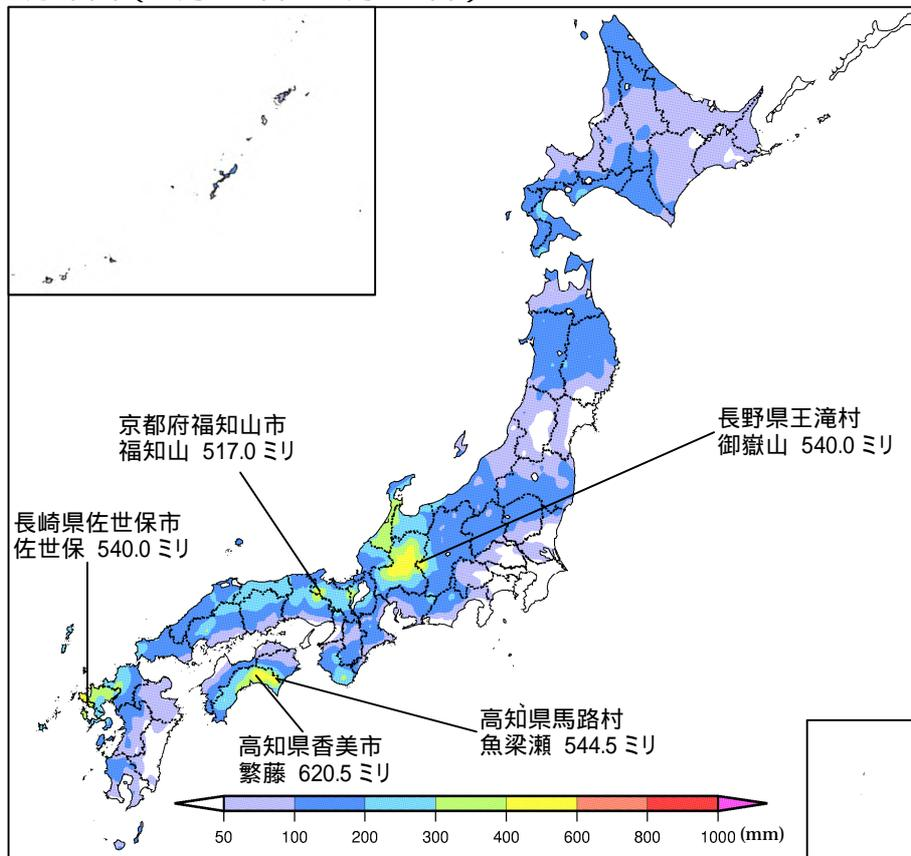 京都府福知山市
福知山 517.0 ミリ
長野県王滝村
御嶽山 540.0 ミリ
長崎県佐世保市
佐世保 540.0 ミリ
高知県馬路村
魚梁瀬 544.5 ミリ
高知県香美市
繁藤 620.5 ミリ
50 100 200 300 400 600 800 1000 (mm)